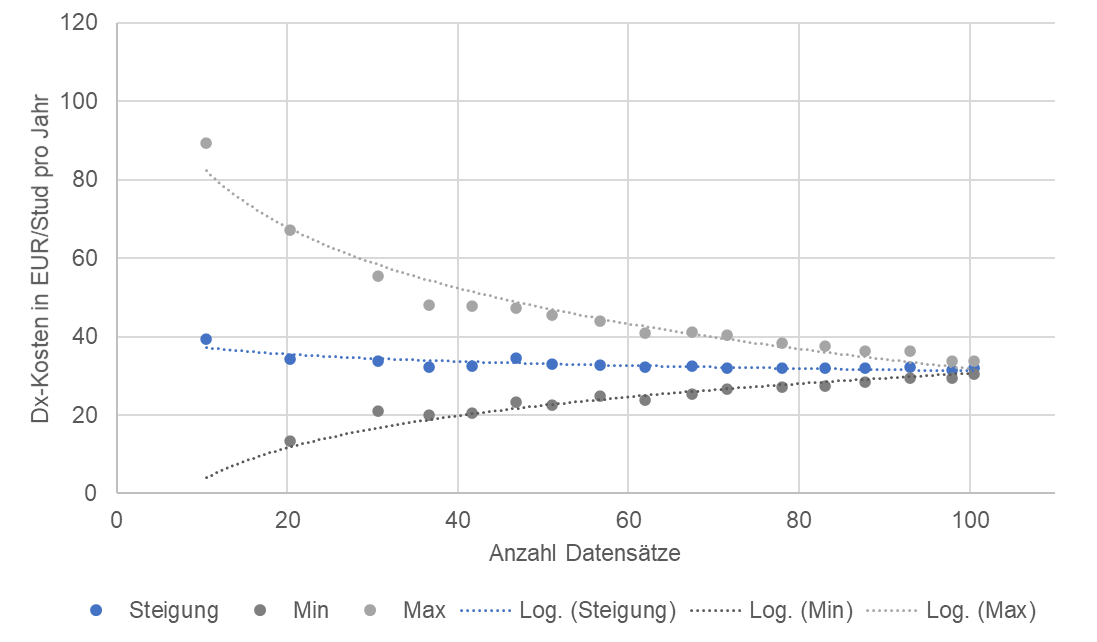 120
100
80
60
40
20
0
Dx-Kosten in EUR/Stud pro Jahr
0 20 40 60 80 100
Anzahl Datensätze
Steigung Min Max Log. (Steigung) Log. (Min) Log. (Max)